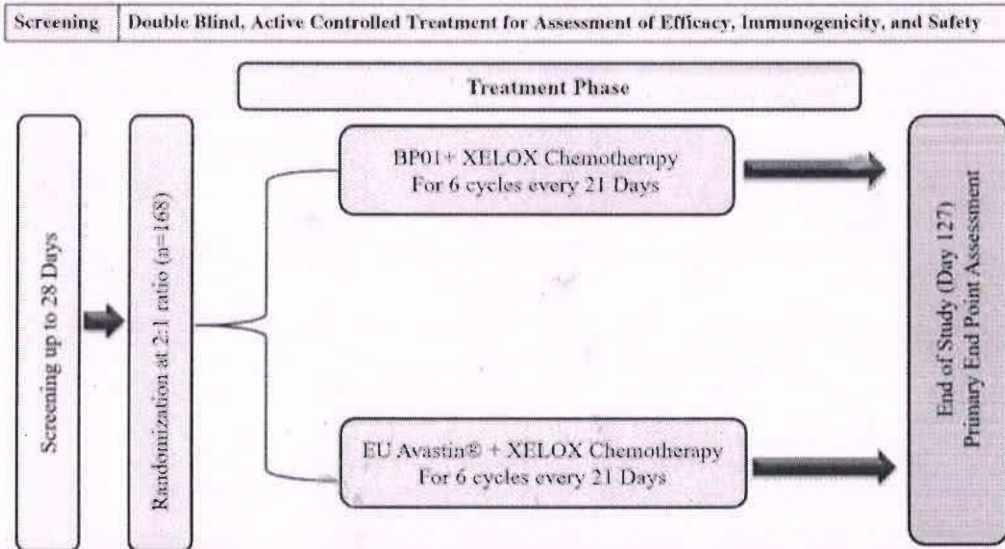 Screening
Double Blind, Active Controlled Treatment for Assessment of Efficacy, Immunogenicity, and Safety
Treatment Phase
Screening up to 28 Days
Randomization at 2:1 ratio (n=168)
BP01+ XELOX Chemotherapy
For 6 cycles every 21 Days
EU Avastin® + XELOX Chemotherapy
For 6 cycles every 21 Days
End of Study (Day 127)
Primary End Point Assessment